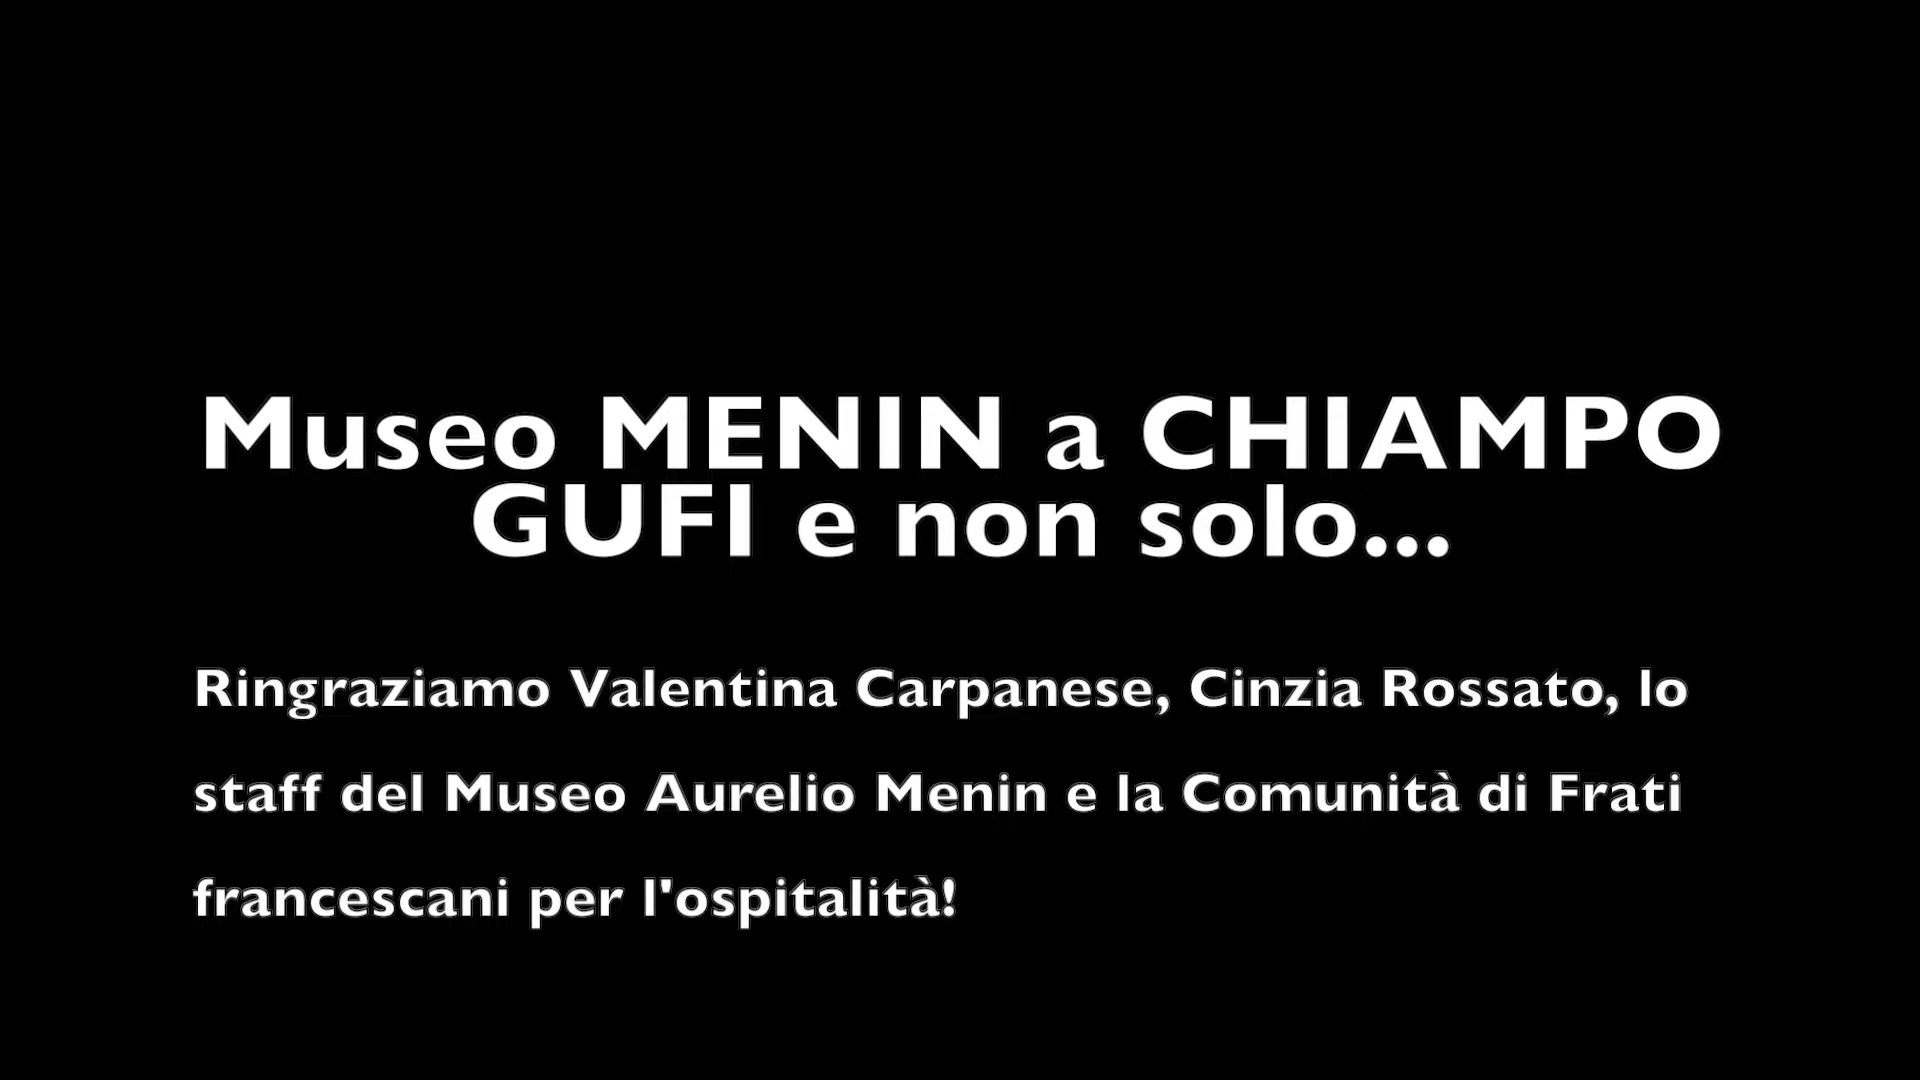 Museo MENIN a CHIAMPO
GUFI e non solo...
Ringraziamo Valentina Carpanese, Cinzia Rossato, lo
staff del Museo Aurelio Menin e la Comunità di Frati
francescani per l'ospitalità!